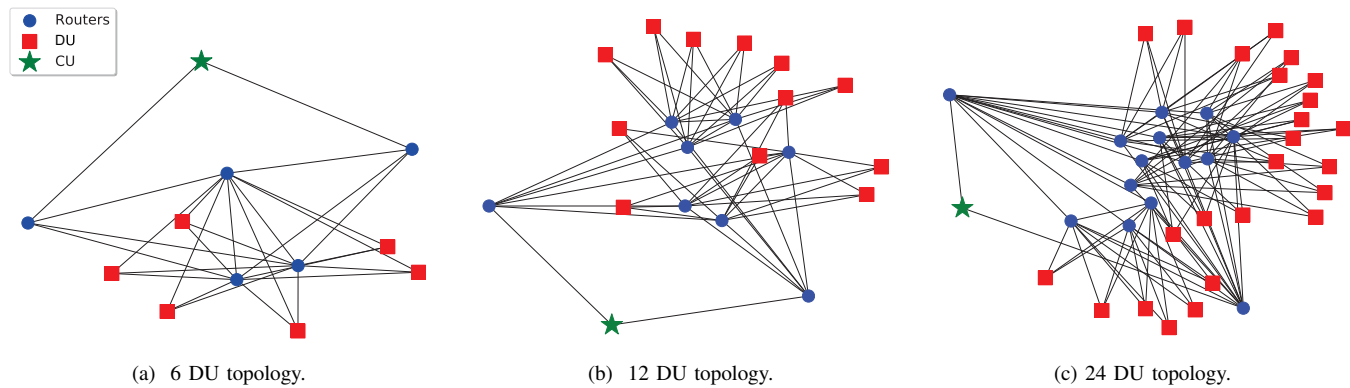 Routers
DU
CU
(a) 6 DU topology.
(b) 12 DU topology.
(c) 24 DU topology.